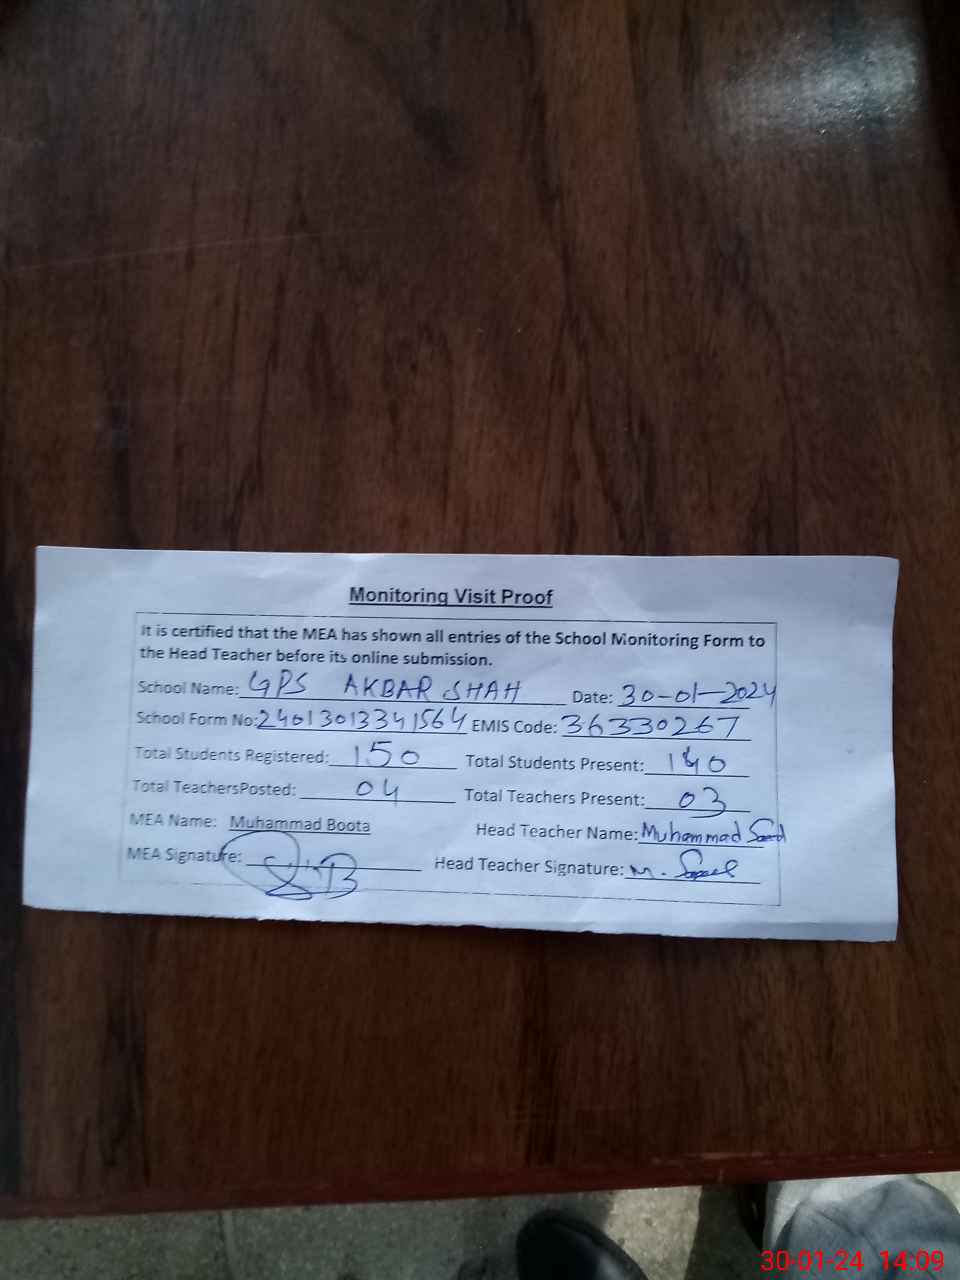 Monitoring Visit Proof
It is certified that the MEA has shown all entries of the School Monitoring Form to
the Head Teacher before its online submission.
School Name: GPS AKBAR SHAH Date: 30-01-2024
School Form No: 24013013341564 EMIS Code: 36330267
Total Students Registered: 150 Total Students Present: 140
Total TeachersPosted: 04 Total Teachers Present: 03
MEA Name: Muhammad Boota Head Teacher Name: Muhammad Saeed
MEA Signature: Head Teacher Signature: M. Saeed
30-01-24 14:09